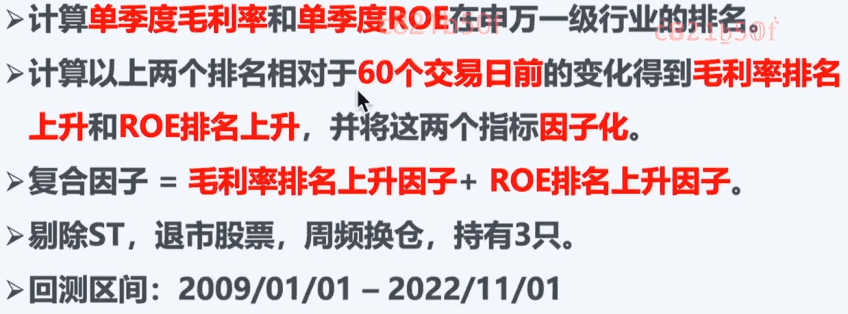 ➢计算单季度毛利率和单季度ROE在申万一级行业的排名。
➢计算以上两个排名相对于60个交易日前的变化得到毛利率排名
上升和ROE排名上升，并将这两个指标因子化。
➢复合因子 = 毛利率排名上升因子+ ROE排名上升因子。
➢剔除ST，退市股票，周频换仓，持有3只。
➢回测区间：2009/01/01 – 2022/11/01